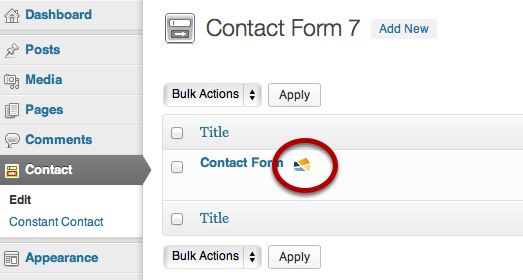 Dashboard
Posts
Media
Pages
Comments
Contact
Edit
Constant Contact
Appearance
Contact Form 7 Add New
Bulk Actions Apply
Title
Contact Form
Title
Bulk Actions Apply